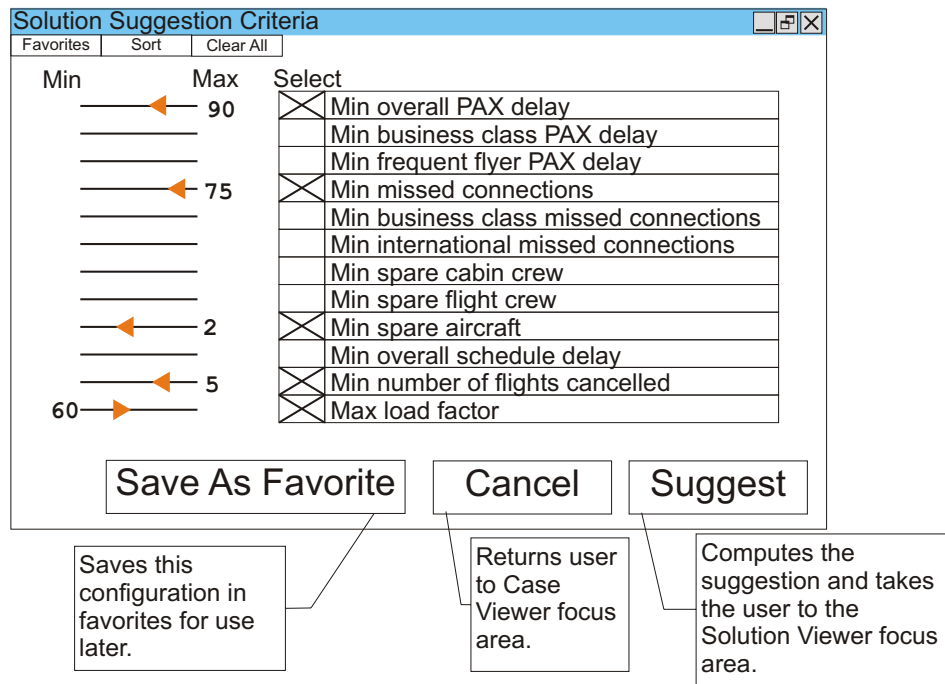 Solution Suggestion Criteria
Favorites Sort Clear All
Min Max Select
90 Min overall PAX delay
Min business class PAX delay
Min frequent flyer PAX delay
75 Min missed connections
Min business class missed connections
Min international missed connections
Min spare cabin crew
Min spare flight crew
2 Min spare aircraft
Min overall schedule delay
5 Min number of flights cancelled
60 Max load factor
Save As Favorite Cancel Suggest
Saves this
configuration in
favorites for use
later.
Returns user
to Case
Viewer focus
area.
Computes the
suggestion and takes
the user to the
Solution Viewer focus
area.